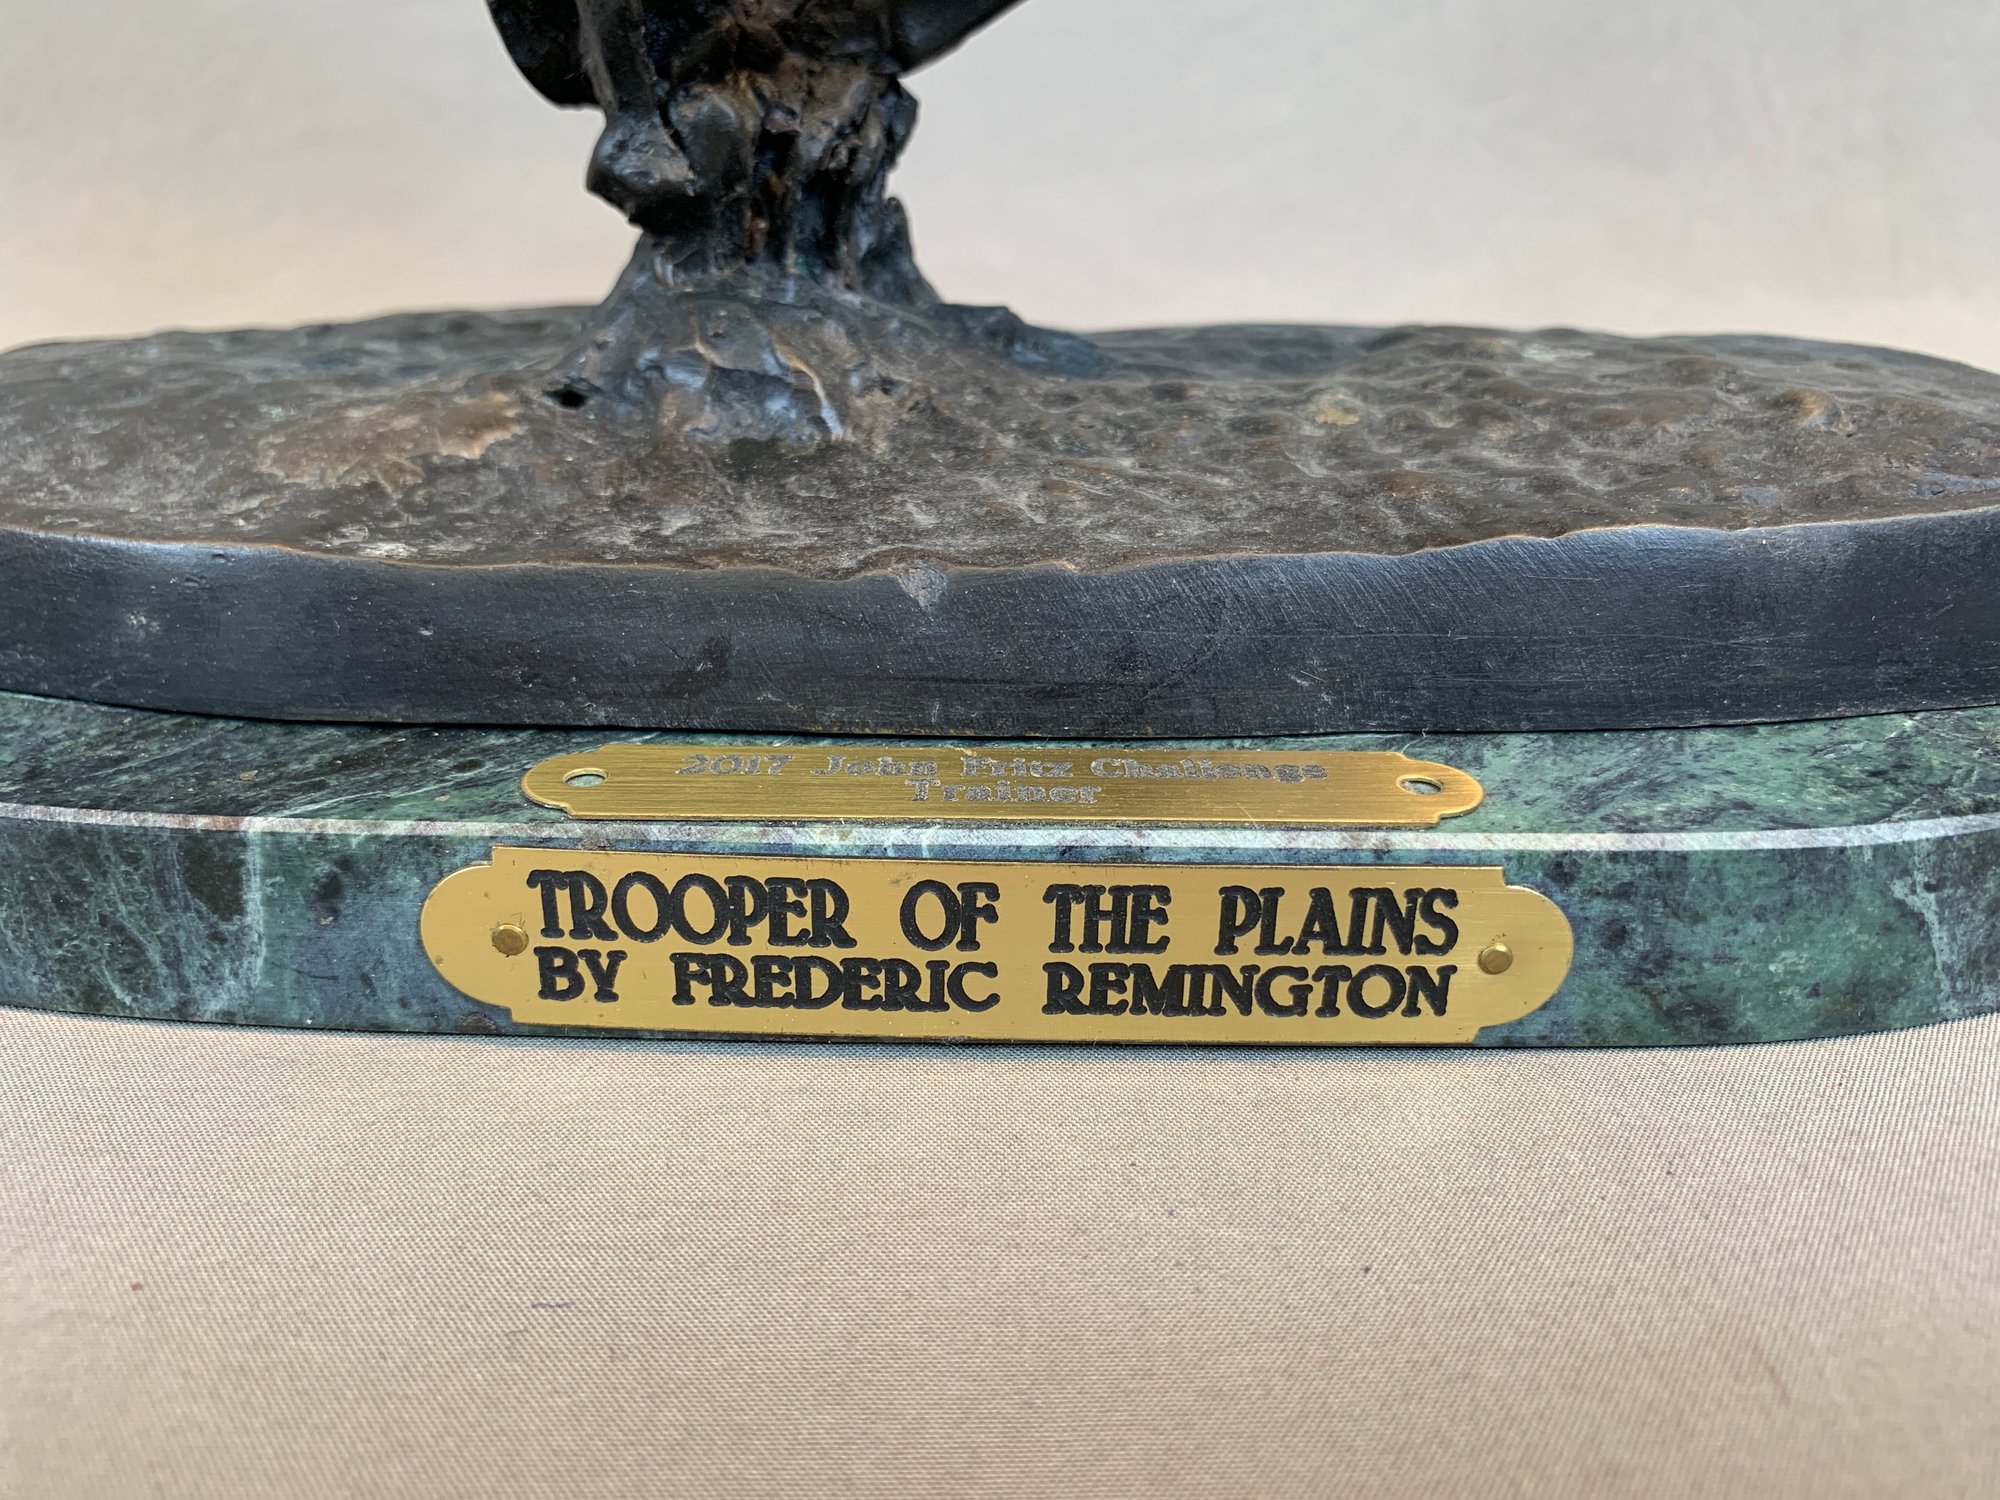 2017 John Fritz Challenge
Trainer
TROOPER OF THE PLAINS
BY FREDERIC REMINGTON